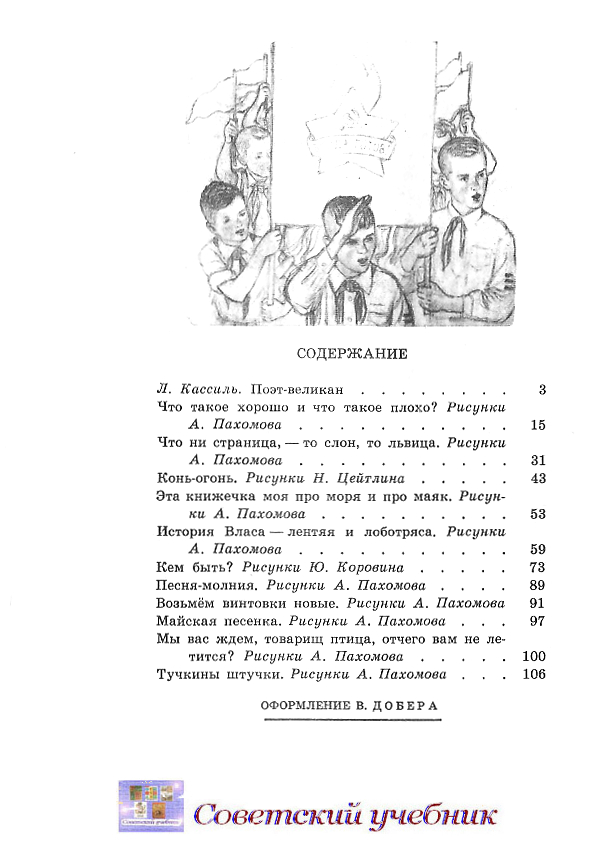 СОДЕРЖАНИЕ
Л. Кассиль. Поэт-великан . . . . . . . . 3
Что такое хорошо и что такое плохо? Рисунки
А. Пахомова . . . . . . . . . . . 15
Что ни страница, — то слон, то львица. Рисунки
А. Пахомова . . . . . . . . . . . 31
Конь-огонь. Рисунки Н. Цейтлина . . . . . 43
Эта книжечка моя про моря и про маяк. Рисун-
ки А. Пахомова . . . . . . . . . . 53
История Власа — лентяя и лоботряса. Рисунки
А. Пахомова . . . . . . . . . . . 59
Кем быть? Рисунки Ю. Коровина . . . . . 73
Песня-молния. Рисунки А. Пахомова . . . . 89
Возьмём винтовки новые. Рисунки А. Пахомова 91
Майская песенка. Рисунки А. Пахомова . . . 97
Мы вас ждем, товарищ птица, отчего вам не ле-
тится? Рисунки А. Пахомова . . . . . 100
Тучкины штучки. Рисунки А. Пахомова . . . 106
ОФОРМЛЕНИЕ В. ДОБЕРА
Советский учебник
Советский учебник